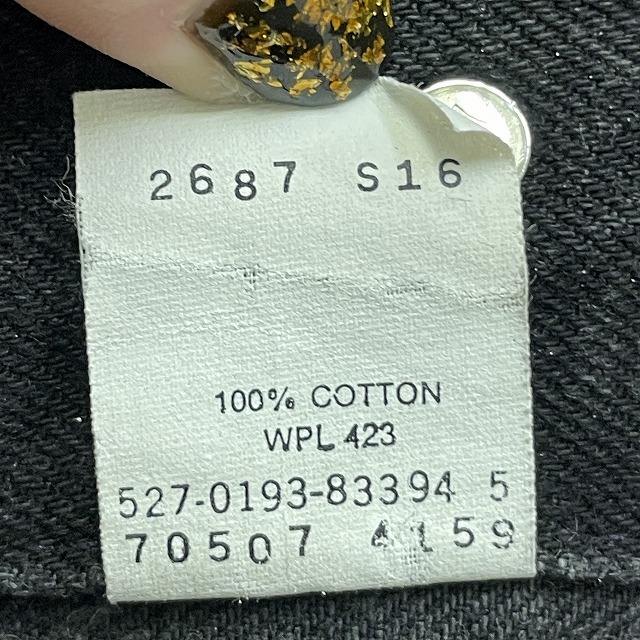 2687 S16
100% COTTON
WPL 423
527-0193-83394 5
70507 4159